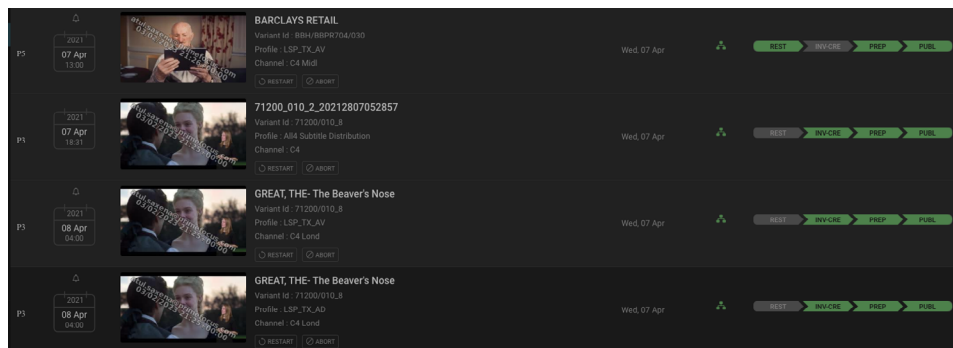 P5
2021
07 Apr
13:00
BARCLAYS RETAIL
Variant Id : BBH/BBPR704/030
Profile : LSP_TX_AV
Channel : C4 Midl
RESTART ABORT
Wed, 07 Apr
REST INV-CRE PREP PUBL
P3
2021
07 Apr
18:31
71200_010_2_20212807052857
Variant Id : 71200/010_8
Profile : All4 Subtitle Distribution
Channel : C4
RESTART ABORT
Wed, 07 Apr
REST INV-CRE PREP PUBL
P3
2021
08 Apr
04:00
GREAT, THE- The Beaver's Nose
Variant Id : 71200/010_8
Profile : LSP_TX_AV
Channel : C4 Lond
RESTART ABORT
Wed, 07 Apr
REST INV-CRE PREP PUBL
P3
2021
08 Apr
04:00
GREAT, THE- The Beaver's Nose
Variant Id : 71200/010_8
Profile : LSP_TX_AD
Channel : C4 Lond
RESTART ABORT
Wed, 07 Apr
REST INV-CRE PREP PUBL